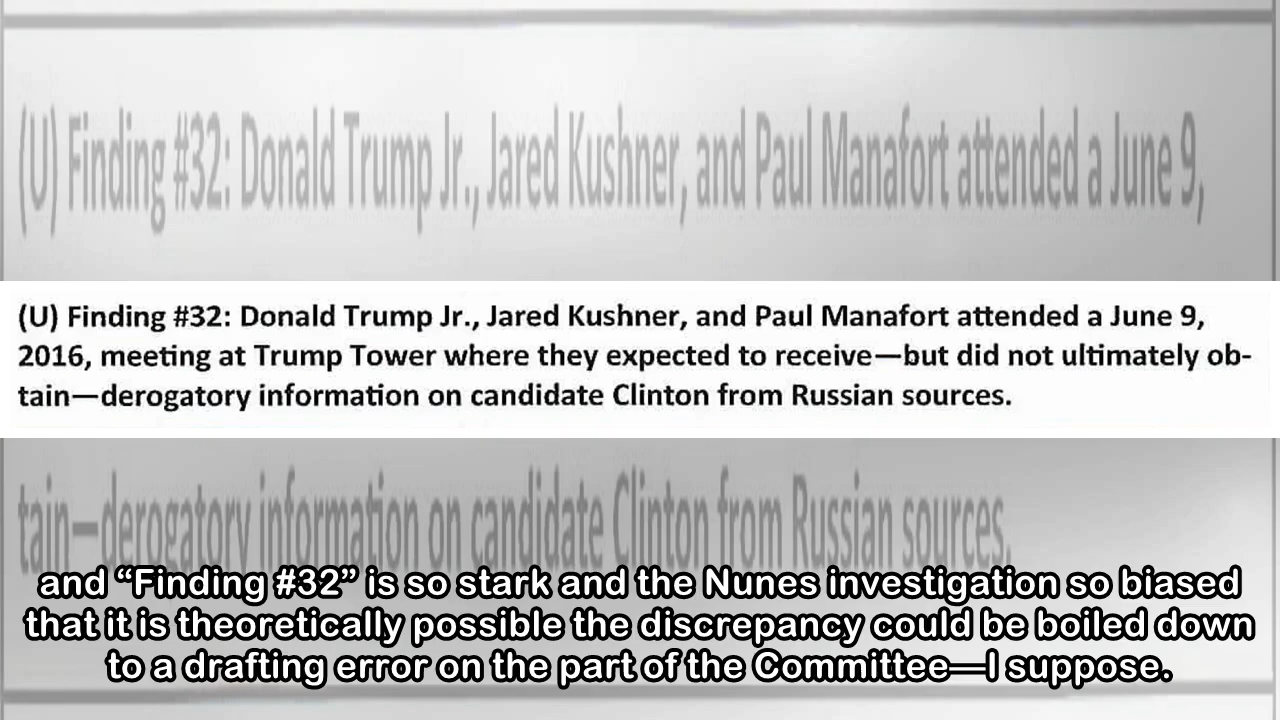 (U) Finding #32: Donald Trump Jr., Jared Kushner, and Paul Manafort attended a June 9,
(U) Finding #32: Donald Trump Jr., Jared Kushner, and Paul Manafort attended a June 9,
2016, meeting at Trump Tower where they expected to receive—but did not ultimately ob-
tain—derogatory information on candidate Clinton from Russian sources.
tain—derogatory information on candidate Clinton from Russian sources.
and “Finding #32” is so stark and the Nunes investigation so biased
that it is theoretically possible the discrepancy could be boiled down
to a drafting error on the part of the Committee—I suppose.